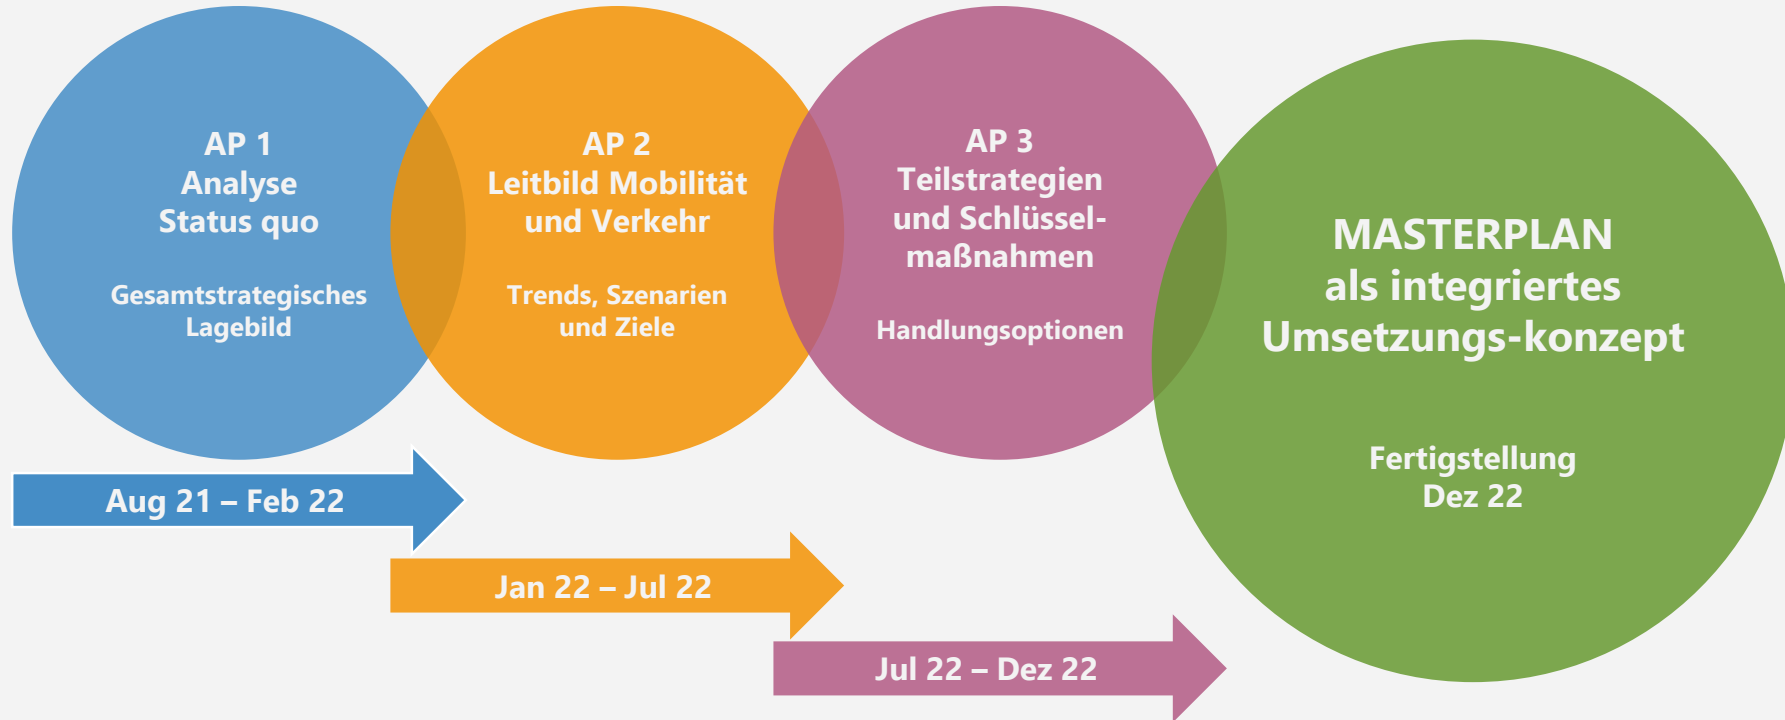 AP 1
Analyse
Status quo
Gesamtstrategisches
Lagebild
AP 2
Leitbild Mobilität
und Verkehr
Trends, Szenarien
und Ziele
AP 3
Teilstrategien
und Schlüssel-
maßnahmen
Handlungsoptionen
MASTERPLAN
als integriertes
Umsetzungs-konzept
Fertigstellung
Dez 22
Aug 21 – Feb 22
Jan 22 – Jul 22
Jul 22 – Dez 22